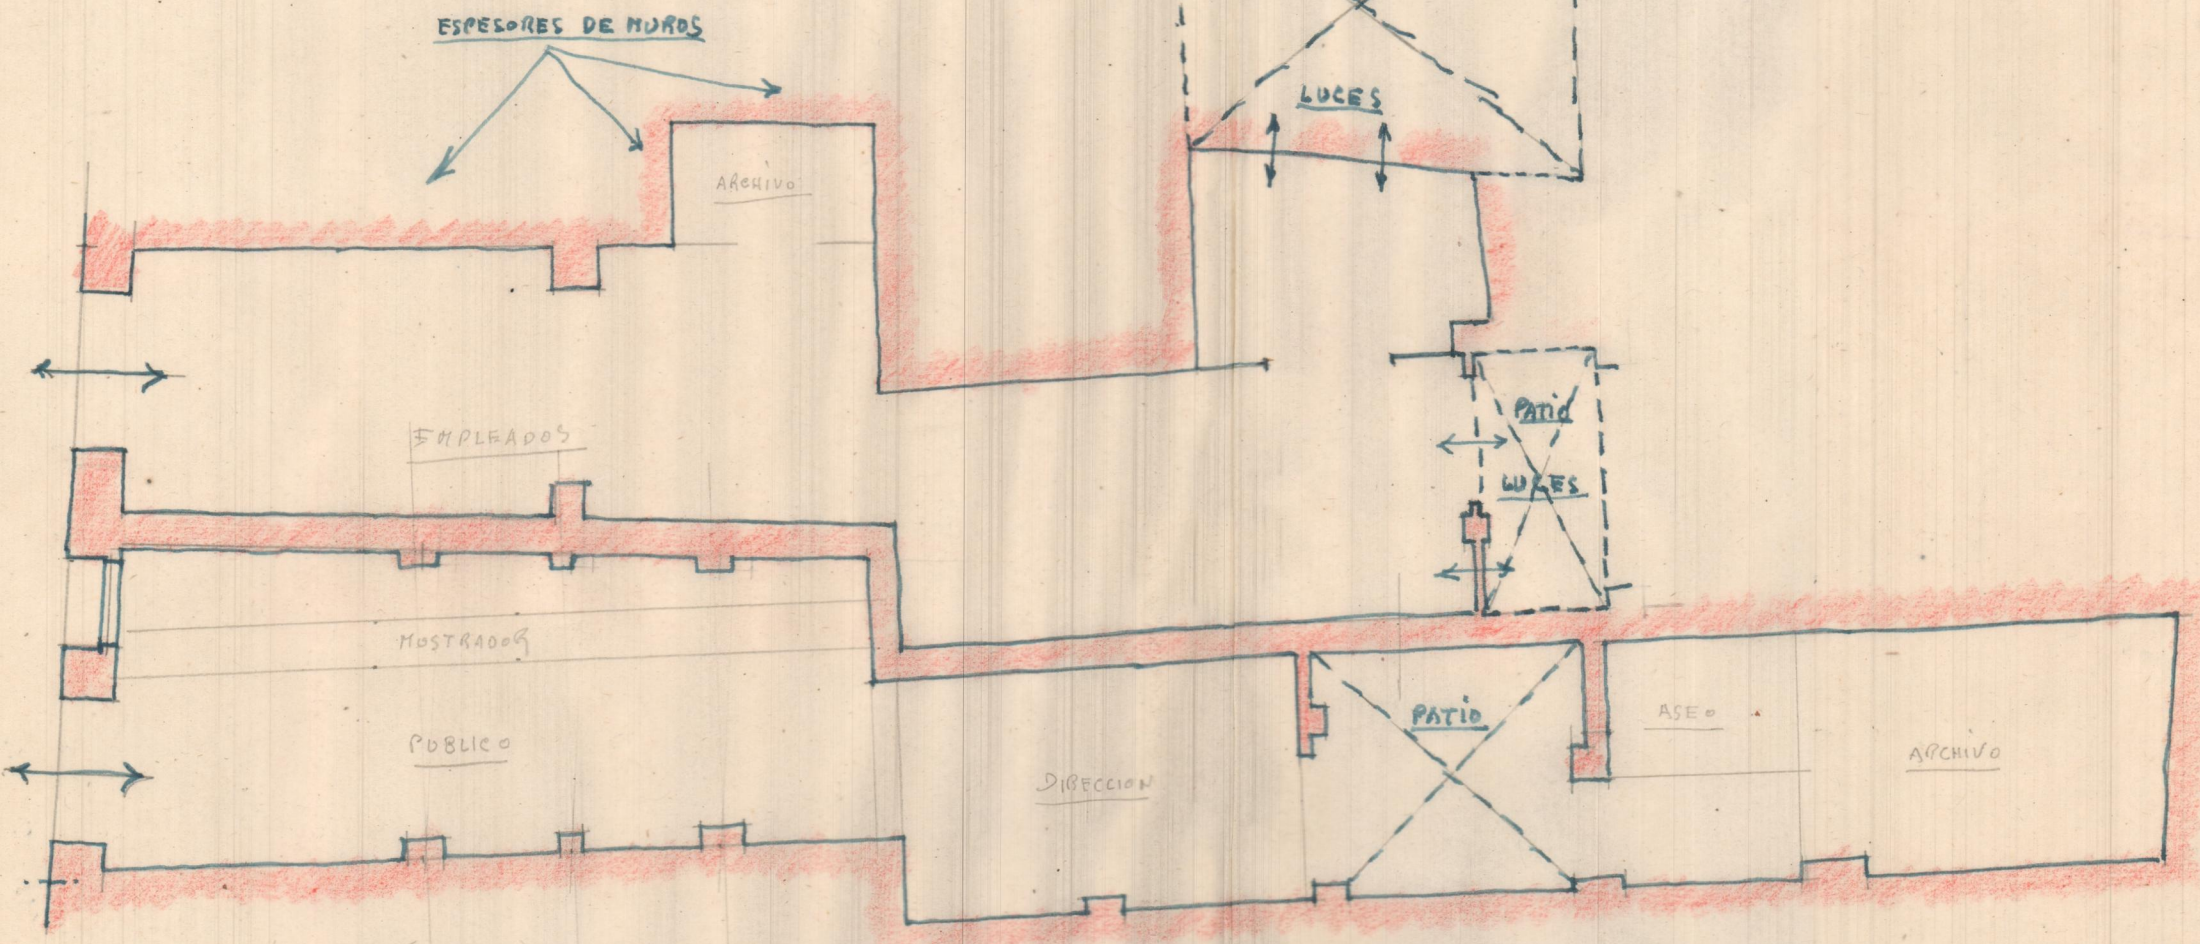 ESPESORES DE MUROS
LUCES
ARCHIVO
PATIO
LUCES
EMPLEADOS
MOSTRADOR
PUBLICO
DIRECCION
PATIO
ASEO
ARCHIVO